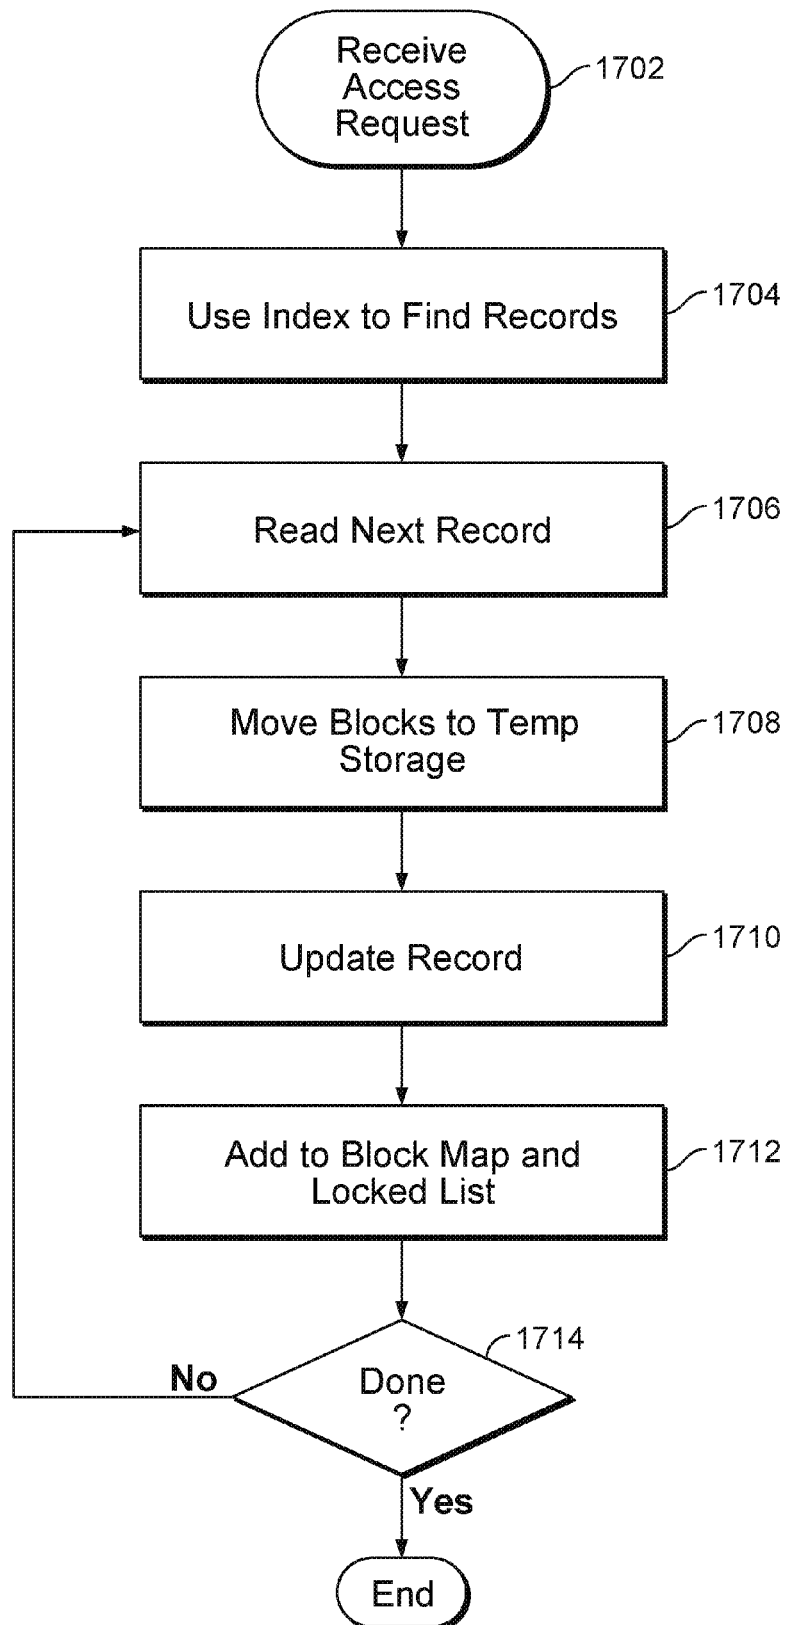 Receive
Access
Request
1702
Use Index to Find Records
1704
Read Next Record
1706
Move Blocks to Temp
Storage
1708
Update Record
1710
Add to Block Map and
Locked List
1712
1714
Done
?
No
Yes
End